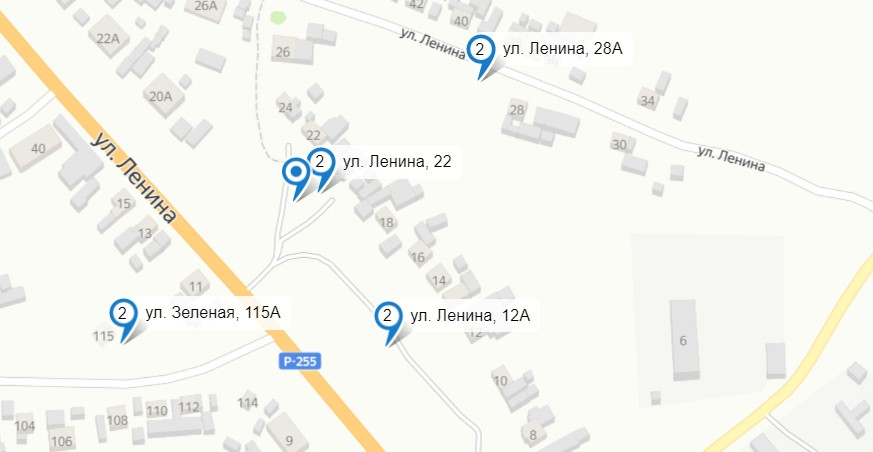 42
40
26А
22А
26
ул. Ленина
2
ул. Ленина, 28А
20А
24
22
28
34
30
ул. Ленина
40
ул. Ленина
2
ул. Ленина, 22
15
13
18
16
14
11
2
ул. Зеленая, 115А
115
2
ул. Ленина, 12А
12
6
Р-255
10
8
104
106
108
110
112
114
9